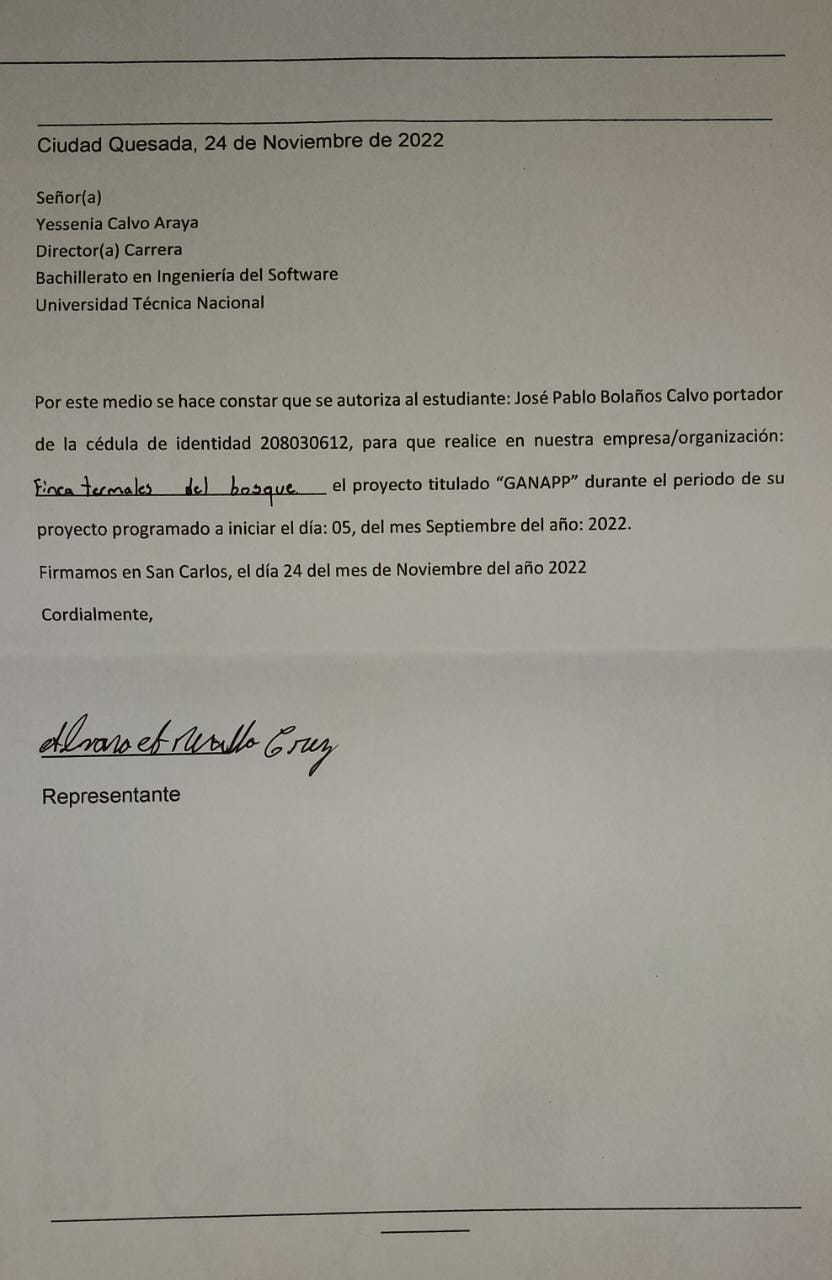 Ciudad Quesada, 24 de Noviembre de 2022
Señor(a)
Yessenia Calvo Araya
Director(a) Carrera
Bachillerato en Ingeniería del Software
Universidad Técnica Nacional
Por este medio se hace constar que se autoriza al estudiante: José Pablo Bolaños Calvo portador
de la cédula de identidad 208030612, para que realice en nuestra empresa/organización:
Finca termales del bosque el proyecto titulado “GANAPP” durante el periodo de su
proyecto programado a iniciar el día: 05, del mes Septiembre del año: 2022.
Firmamos en San Carlos, el día 24 del mes de Noviembre del año 2022
Cordialmente,
Alvaro Cruz
Representante